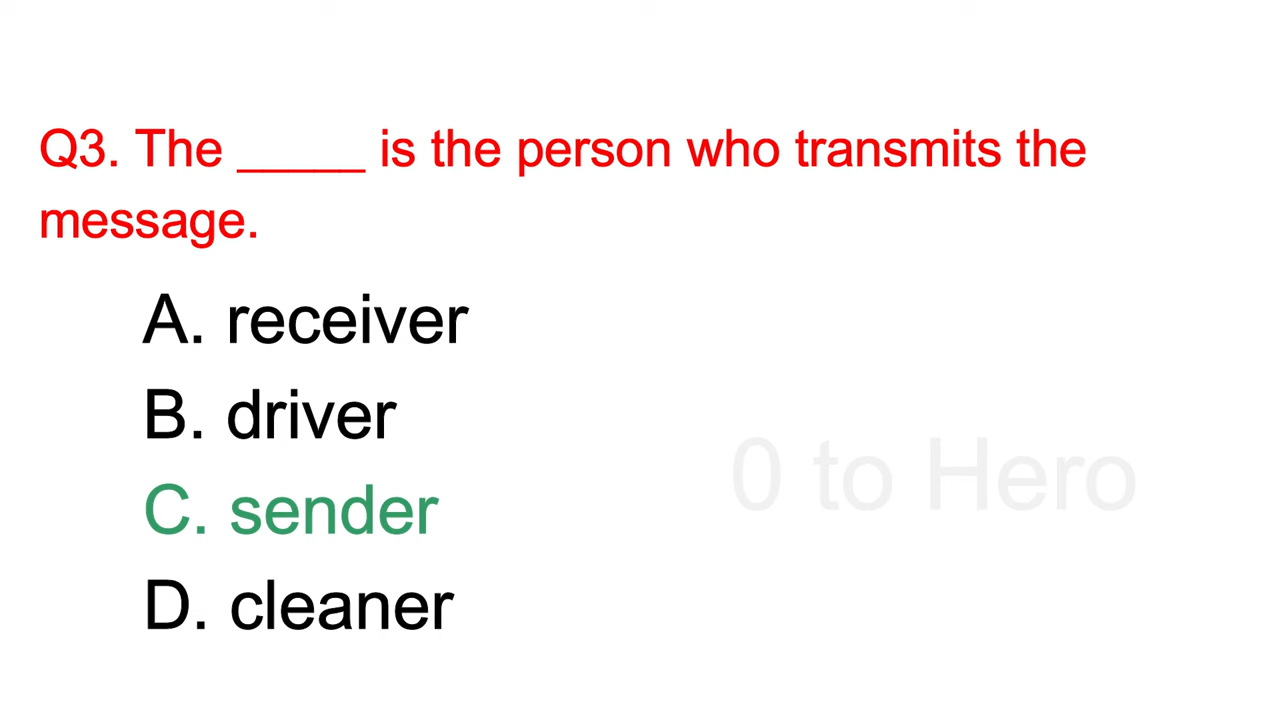 Q3. The _____ is the person who transmits the
message.
A. receiver
B. driver
C. sender
0 to Hero
D. cleaner